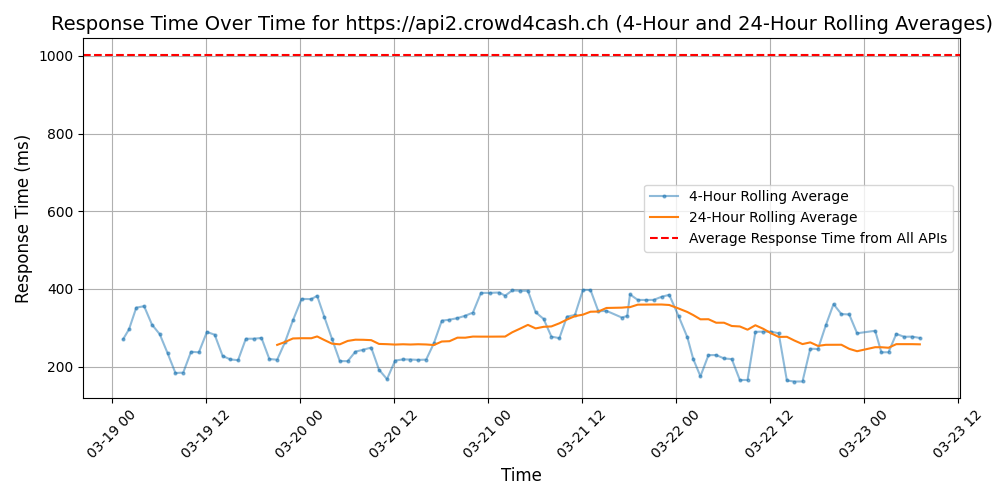 Response Time Over Time for https://api2.crowd4cash.ch (4-Hour and 24-Hour Rolling Averages)
Response Time (ms)
1000
800
600
400
200
4-Hour Rolling Average
24-Hour Rolling Average
Average Response Time from All APIs
03-19 00
03-19 12
03-20 00
03-20 12
03-21 00
03-21 12
03-22 00
03-22 12
03-23 00
03-23 12
Time